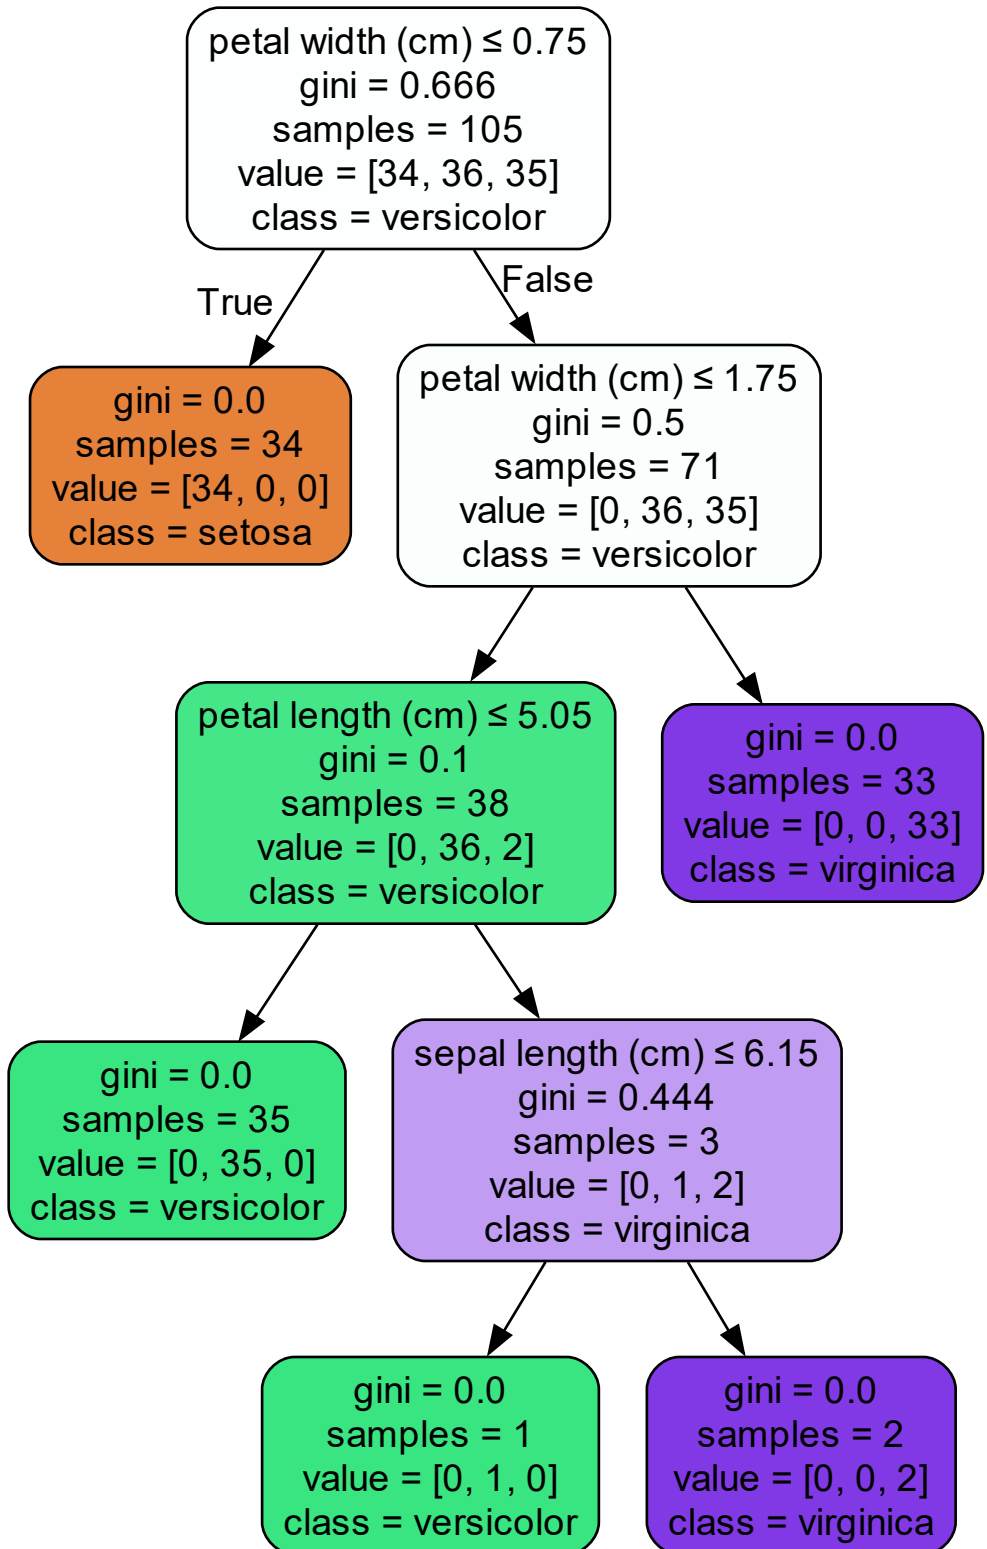 petal width (cm) ≤ 0.75
gini = 0.666
samples = 105
value = [34, 36, 35]
class = versicolor
True
False
gini = 0.0
samples = 34
value = [34, 0, 0]
class = setosa
petal width (cm) ≤ 1.75
gini = 0.5
samples = 71
value = [0, 36, 35]
class = versicolor
petal length (cm) ≤ 5.05
gini = 0.1
samples = 38
value = [0, 36, 2]
class = versicolor
gini = 0.0
samples = 33
value = [0, 0, 33]
class = virginica
gini = 0.0
samples = 35
value = [0, 35, 0]
class = versicolor
sepal length (cm) ≤ 6.15
gini = 0.444
samples = 3
value = [0, 1, 2]
class = virginica
gini = 0.0
samples = 1
value = [0, 1, 0]
class = versicolor
gini = 0.0
samples = 2
value = [0, 0, 2]
class = virginica